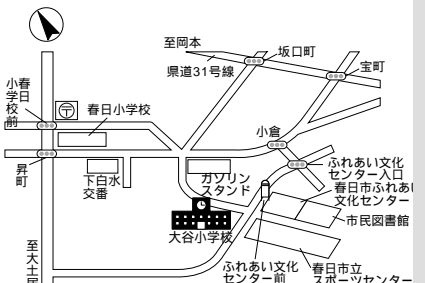 至岡本
坂口町
県道31号線
宝町
春日
小学校前
春日小学校
小倉
昇町
下白水
交番
ガソリン
スタンド
ふれあい文化
センター入口
春日市ふれあい
文化センター
市民図書館
大谷小学校
至大土居
ふれあい文化
センター前
春日市立
スポーツセンター